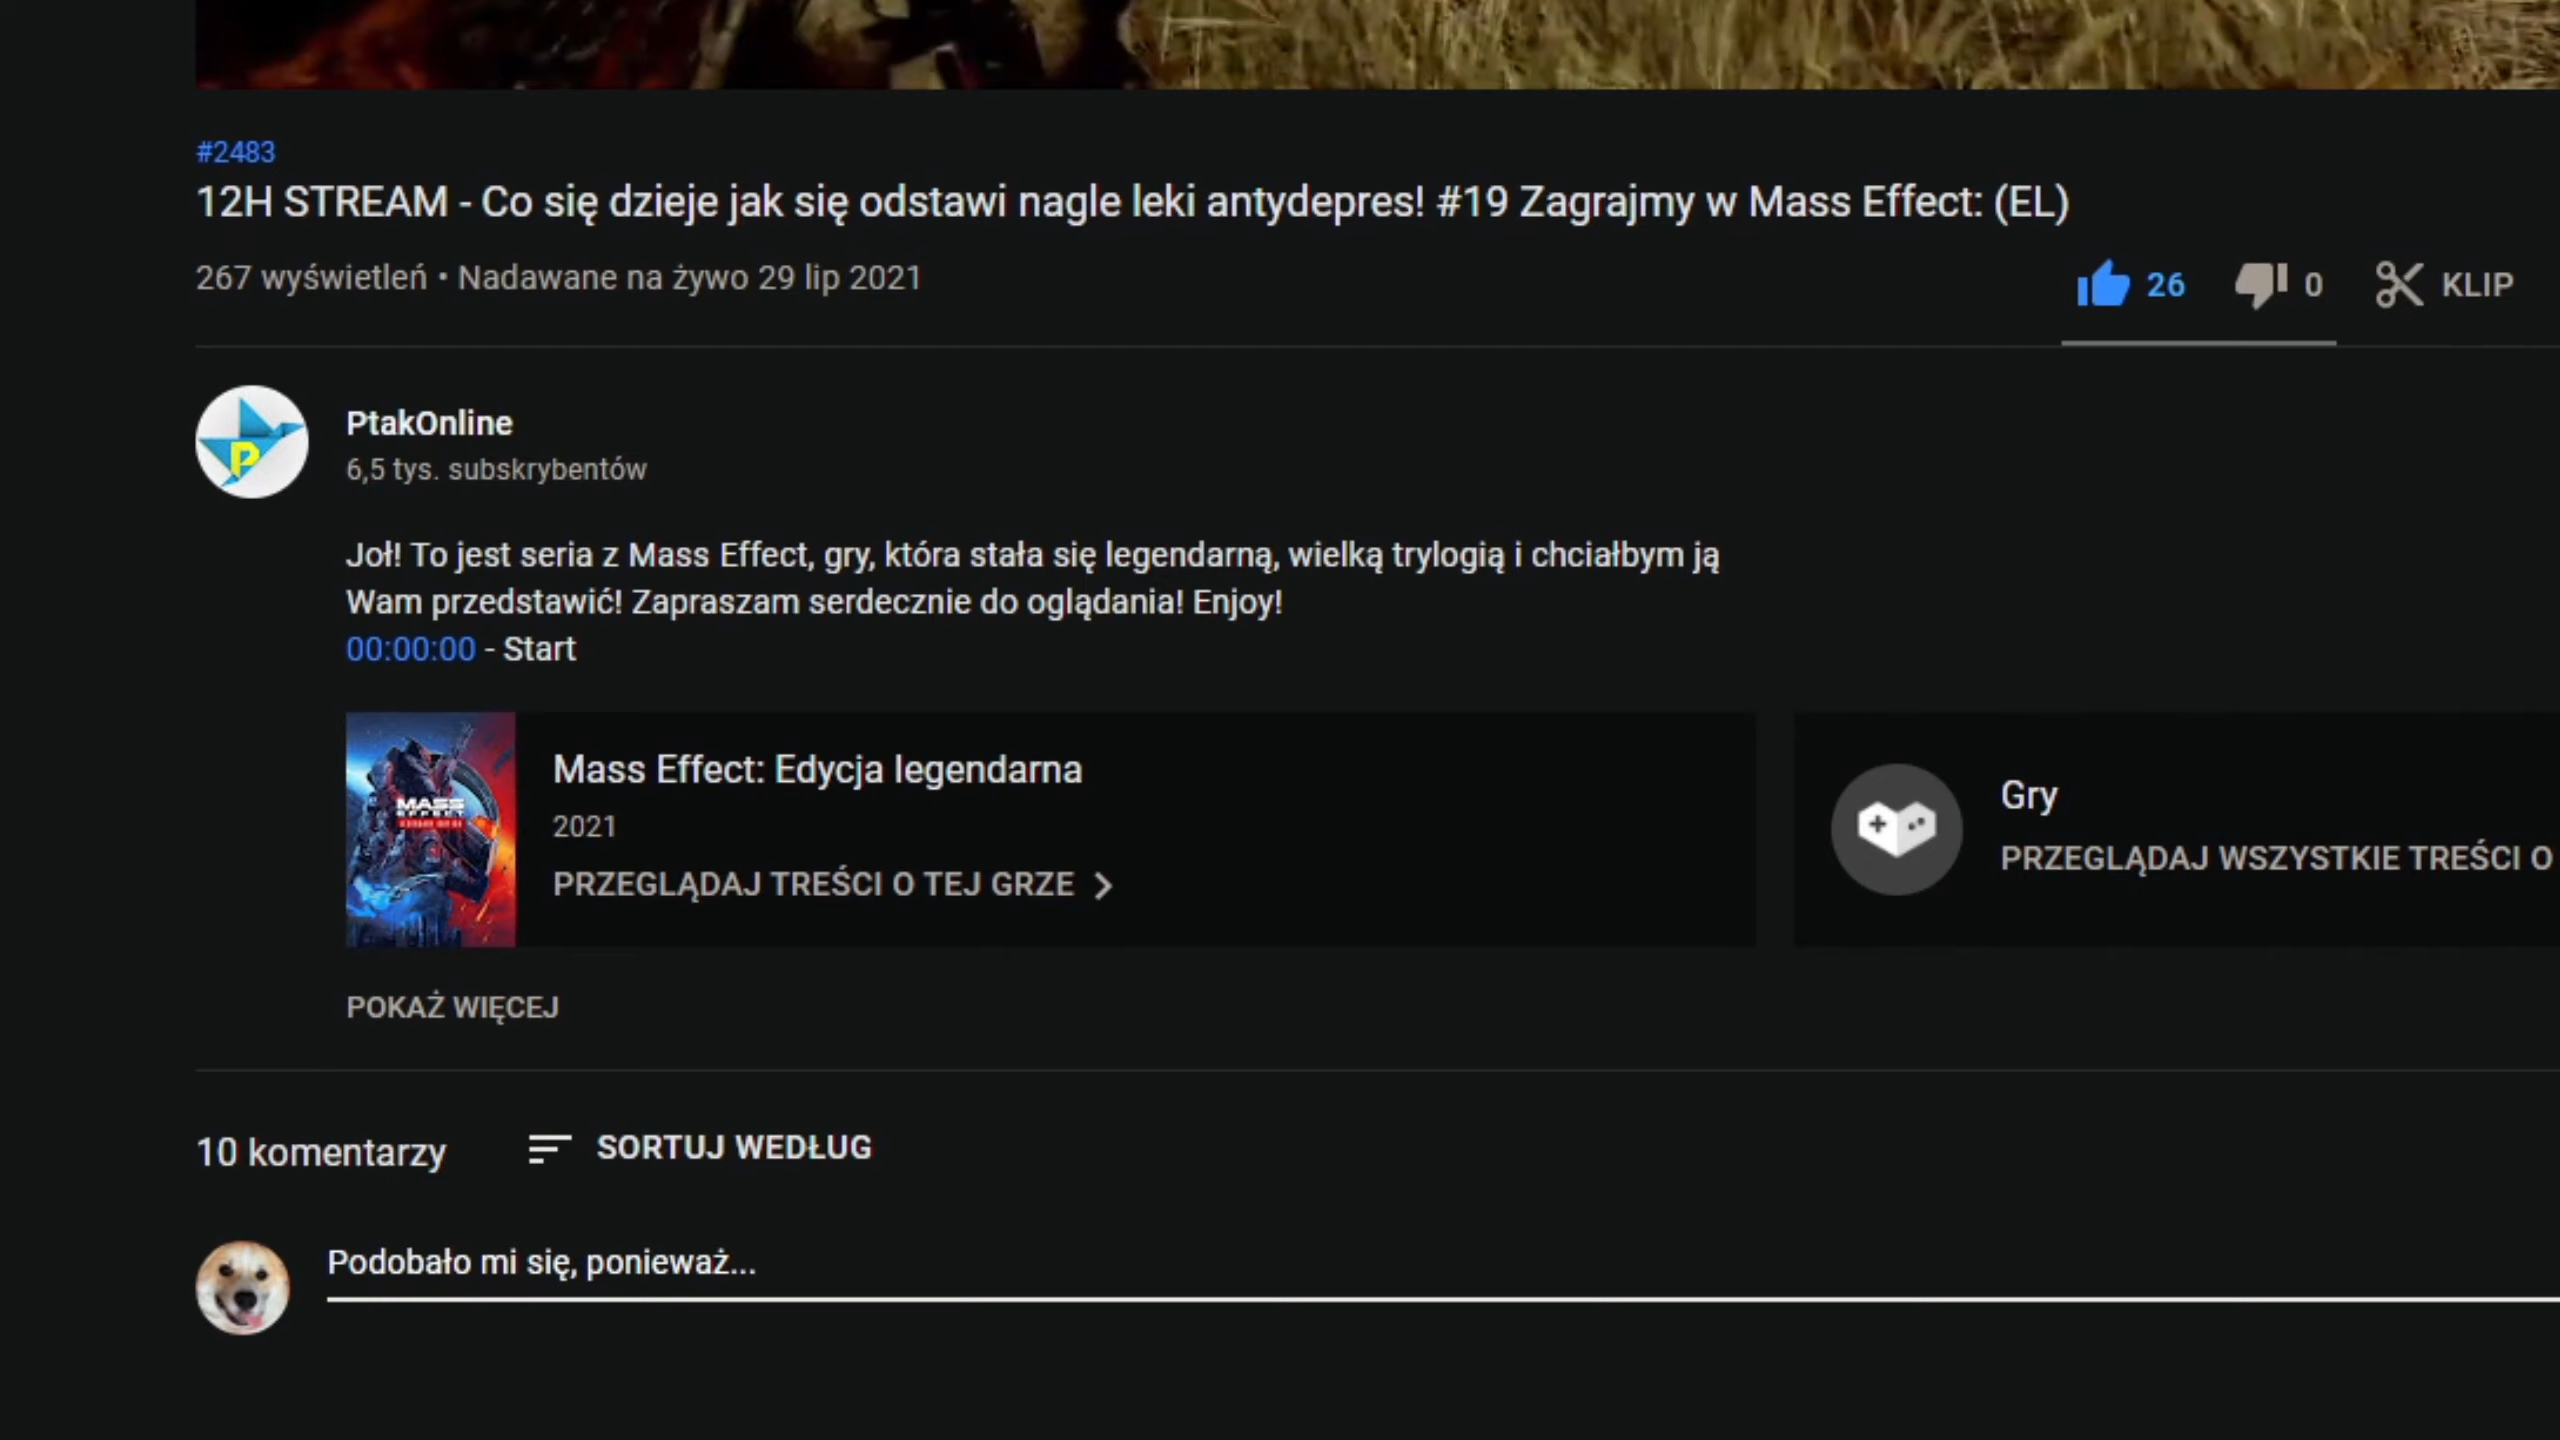 #2483
12H STREAM - Co się dzieje jak się odstawi nagle leki antydepres! #19 Zagrajmy w Mass Effect: (EL)
267 wyświetleń • Nadawane na żywo 29 lip 2021
26 0 KLIP
PtakOnline
6,5 tys. subskrybentów
Joł! To jest seria z Mass Effect, gry, która stała się legendarną, wielką trylogią i chciałbym ją
Wam przedstawić! Zapraszam serdecznie do oglądania! Enjoy!
00:00:00 - Start
MASS
EFFECT
Mass Effect: Edycja legendarna
2021
PRZEGLĄDAJ TREŚCI O TEJ GRZE
Gry
PRZEGLĄDAJ WSZYSTKIE TREŚCI O
POKAŻ WIĘCEJ
10 komentarzy
SORTUJ WEDŁUG
Podobało mi się, ponieważ...